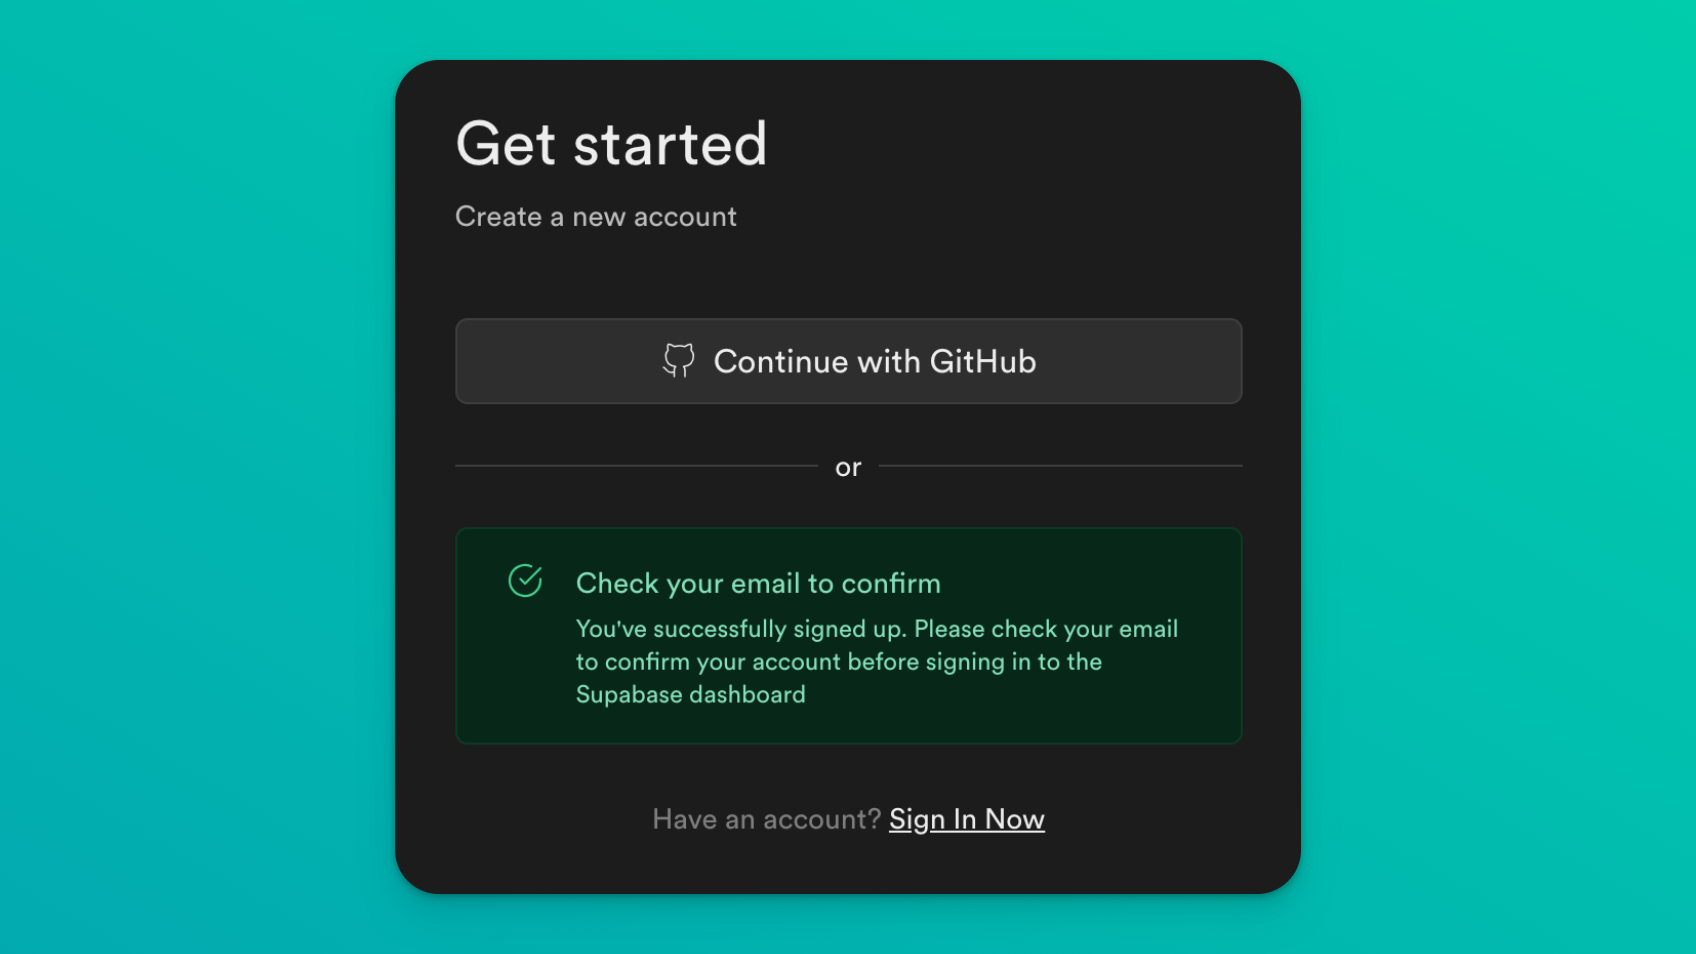 Get started
Create a new account
Continue with GitHub
or
Check your email to confirm
You've successfully signed up. Please check your email
to confirm your account before signing in to the
Supabase dashboard
Have an account? Sign In Now